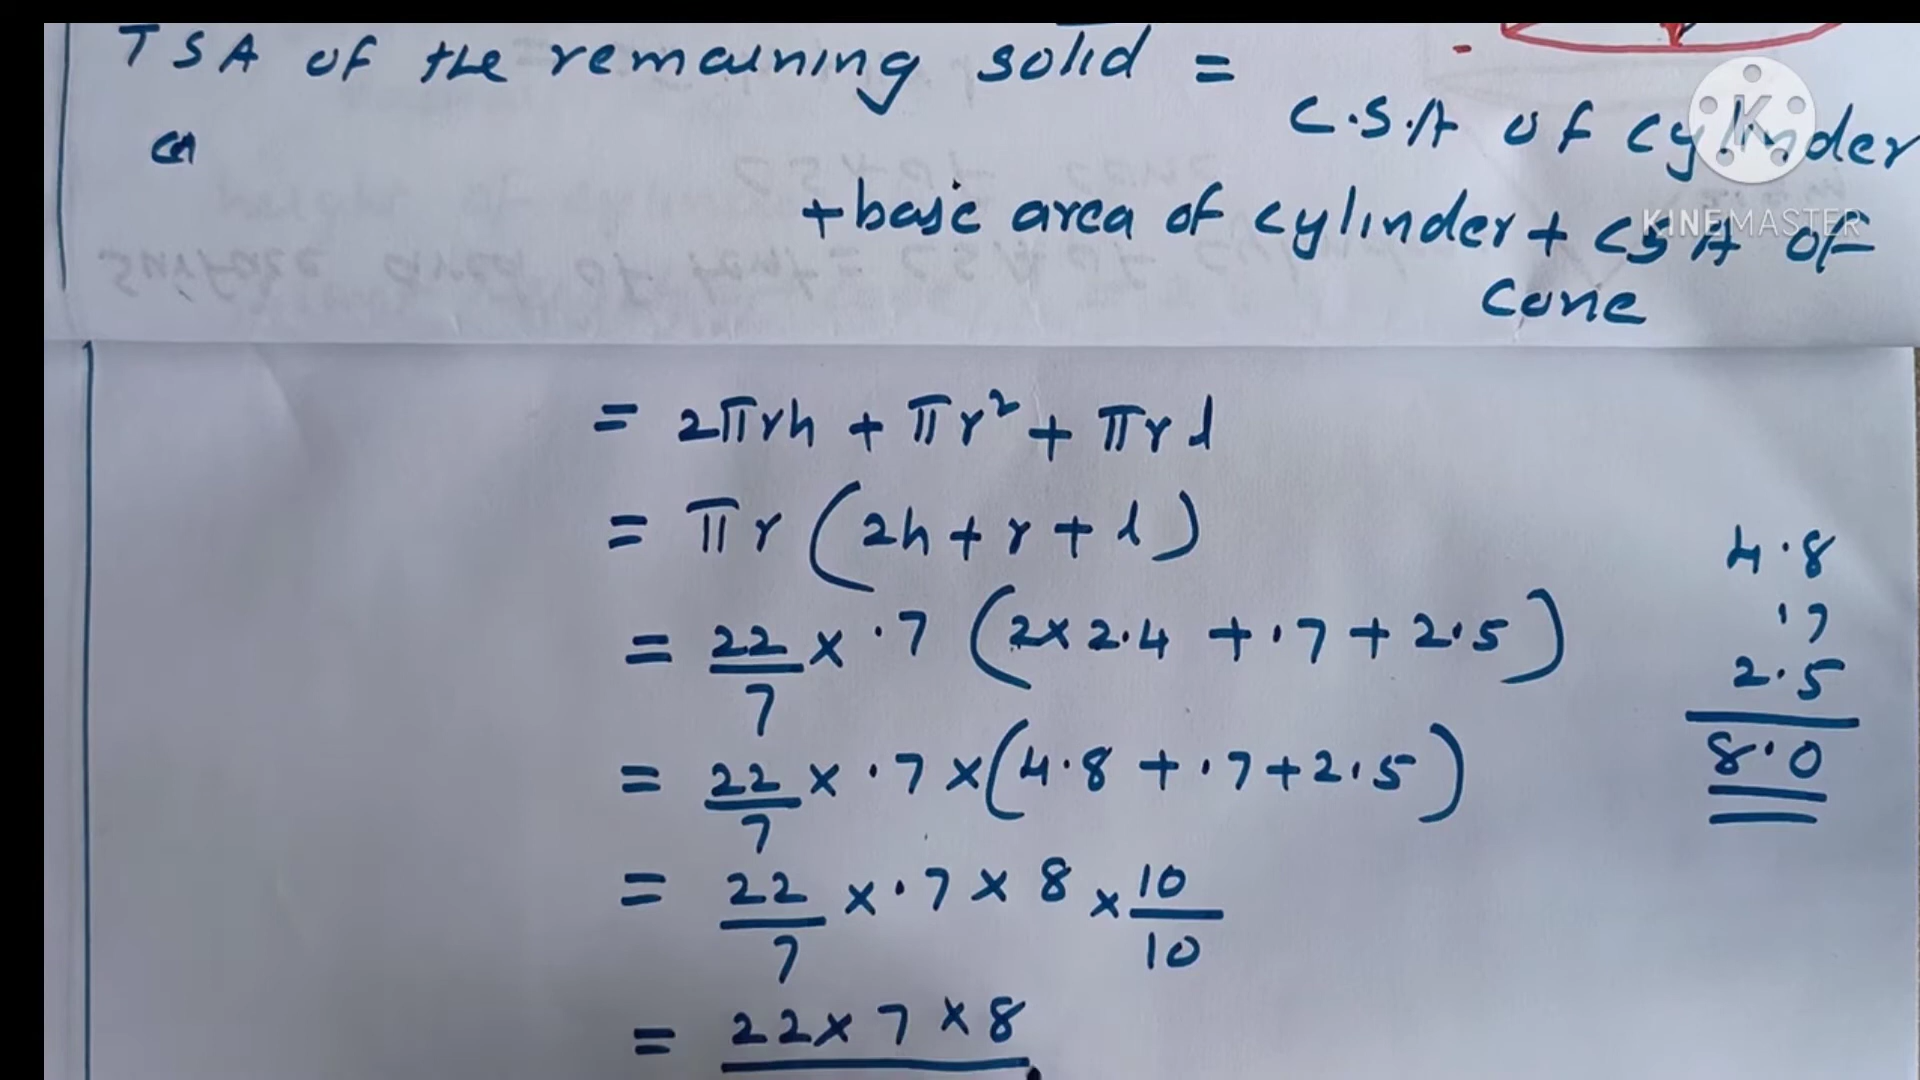 TSA of the remaining solid =
C.S.A of cylinder
+ base area of cylinder + CSA of
cone
KINEMASTER
= 2πrh + πr² + πrl
= πr (2h + r + l)
= 22/7 × .7 (2×2.4 + .7 + 2.5)
= 22/7 × .7 × (4.8 + .7 + 2.5)
= 22/7 × .7 × 8 × 10/10
= 22 × 7 × 8
4.8
.7
2.5
8.0